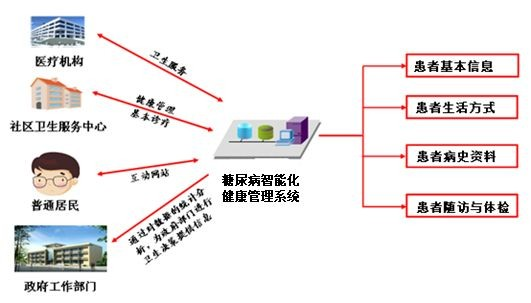 医疗机构
卫生服务
社区卫生服务中心
健康管理
基本诊疗
普通居民
互动网站
政府工作部门
通过对数据的统计分
析，为政府部门进行
卫生决策提供信息
糖尿病智能化
健康管理系统
患者基本信息
患者生活方式
患者病史资料
患者随访与体检